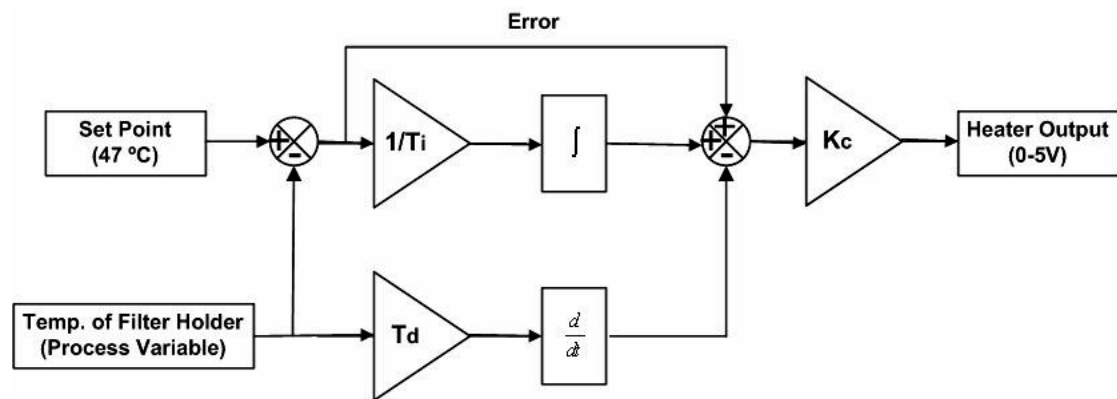 Error
Set Point
(47 ºC)
+
-
1/Ti
∫
+
+
-
Kc
Heater Output
(0-5V)
Temp. of Filter Holder
(Process Variable)
Td
d
dt